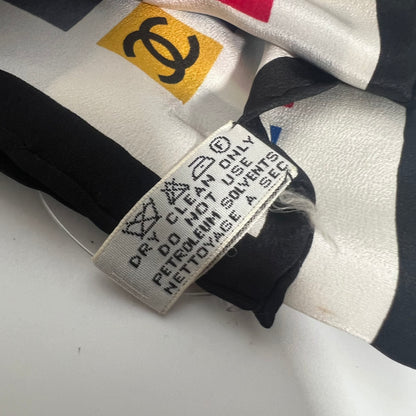 F
DRY CLEAN ONLY
DO NOT USE
PETROLEUM SOLVENTS
NETTOYAGE A SEC